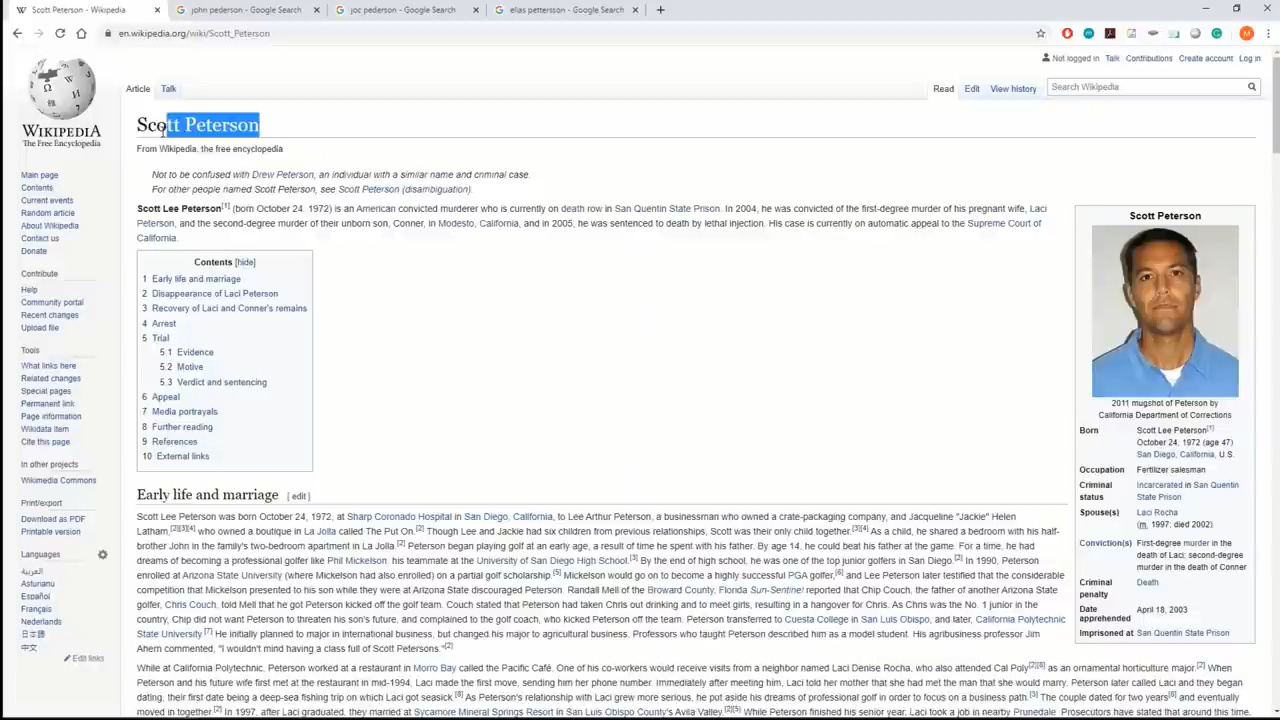 Scott Peterson - Wikipedia
john pederson - Google Search
joc pederson - Google Search
elias pettersson - Google Search
en.wikipedia.org/wiki/Scott_Peterson
M
Not logged in Talk Contributions Create account Log in
Article Talk
Read Edit View history
Search Wikipedia
WIKIPEDIA
The Free Encyclopedia
Main page
Contents
Current events
Random article
About Wikipedia
Contact us
Donate
Contribute
Help
Community portal
Recent changes
Upload file
Tools
What links here
Related changes
Special pages
Permanent link
Page information
Wikidata item
Cite this page
In other projects
Wikimedia Commons
Print/export
Download as PDF
Printable version
Languages
العربية
Asturianu
Español
Français
Nederlands
日本語
中文
Edit links
Scott Peterson
From Wikipedia, the free encyclopedia
Not to be confused with Drew Peterson, an individual with a similar name and criminal case.
For other people named Scott Peterson, see Scott Peterson (disambiguation).
Scott Lee Peterson[1] (born October 24, 1972) is an American convicted murderer who is currently on death row in San Quentin State Prison. In 2004, he was convicted of the first-degree murder of his pregnant wife, Laci
Peterson, and the second-degree murder of their unborn son, Conner, in Modesto, California, and in 2005, he was sentenced to death by lethal injection. His case is currently on automatic appeal to the Supreme Court of
California.
Contents [hide]
1 Early life and marriage
2 Disappearance of Laci Peterson
3 Recovery of Laci and Conner's remains
4 Arrest
5 Trial
5.1 Evidence
5.2 Motive
5.3 Verdict and sentencing
6 Appeal
7 Media portrayals
8 Further reading
9 References
10 External links
Scott Peterson
2011 mugshot of Peterson by
California Department of Corrections
Born Scott Lee Peterson[1]
October 24, 1972 (age 47)
San Diego, California, U.S.
Occupation Fertilizer salesman
Criminal Incarcerated in San Quentin
status State Prison
Spouse(s) Laci Rocha
(m. 1997; died 2002)
Conviction(s) First-degree murder in the
death of Laci; second-degree
murder in the death of Conner
Criminal Death
penalty
Date April 18, 2003
apprehended
Imprisoned at San Quentin State Prison
Early life and marriage [ edit ]
Scott Lee Peterson was born October 24, 1972, at Sharp Coronado Hospital in San Diego, California, to Lee Arthur Peterson, a businessman who owned a crate-packaging company, and Jacqueline "Jackie" Helen
Latham,[2][3][4] who owned a boutique in La Jolla called The Put On.[2] Though Lee and Jackie had six children from previous relationships, Scott was their only child together.[3][4] As a child, he shared a bedroom with his half-
brother John in the family's two-bedroom apartment in La Jolla.[2] Peterson began playing golf at an early age, a result of time he spent with his father. By age 14, he could beat his father at the game. For a time, he had
dreams of becoming a professional golfer like Phil Mickelson, his teammate at the University of San Diego High School.[3] By the end of high school, he was one of the top junior golfers in San Diego.[2] In 1990, Peterson
enrolled at Arizona State University (where Mickelson had also enrolled) on a partial golf scholarship.[5] Mickelson would go on to become a highly successful PGA golfer,[6] and Lee Peterson later testified that the considerable
competition that Mickelson presented to his son while they were at Arizona State discouraged Peterson. Randall Mell of the Broward County, Florida Sun-Sentinel reported that Chip Couch, the father of another Arizona State
golfer, Chris Couch, told Mell that he got Peterson kicked off the golf team. Couch stated that Peterson had taken Chris out drinking and to meet girls, resulting in a hangover for Chris. As Chris was the No. 1 junior in the
country, Chip did not want Peterson to threaten his son's future, and complained to the golf coach, who kicked Peterson off the team. Peterson transferred to Cuesta College in San Luis Obispo, and later, California Polytechnic
State University.[7] He initially planned to major in international business, but changed his major to agricultural business. Professors who taught Peterson described him as a model student. His agribusiness professor Jim
Ahern commented, "I wouldn't mind having a class full of Scott Petersons."[2]
While at California Polytechnic, Peterson worked at a restaurant in Morro Bay called the Pacific Café. One of his co-workers would receive visits from a neighbor named Laci Denise Rocha, who also attended Cal Poly[2][8] as an ornamental horticulture major.[2] When
Peterson and his future wife first met at the restaurant in mid-1994, Laci made the first move, sending him her phone number. Immediately after meeting him, Laci told her mother that she had met the man that she would marry. Peterson later called Laci and they began
dating, their first date being a deep-sea fishing trip on which Laci got seasick.[8] As Peterson's relationship with Laci grew more serious, he put aside his dreams of professional golf in order to focus on a business path.[3] The couple dated for two years[6] and eventually
moved in together.[2] In 1997, after Laci graduated, they married at Sycamore Mineral Springs Resort in San Luis Obispo County's Avila Valley.[2][5] While Peterson finished his senior year, Laci took a job in nearby Prunedale. Prosecutors have stated that around this time,